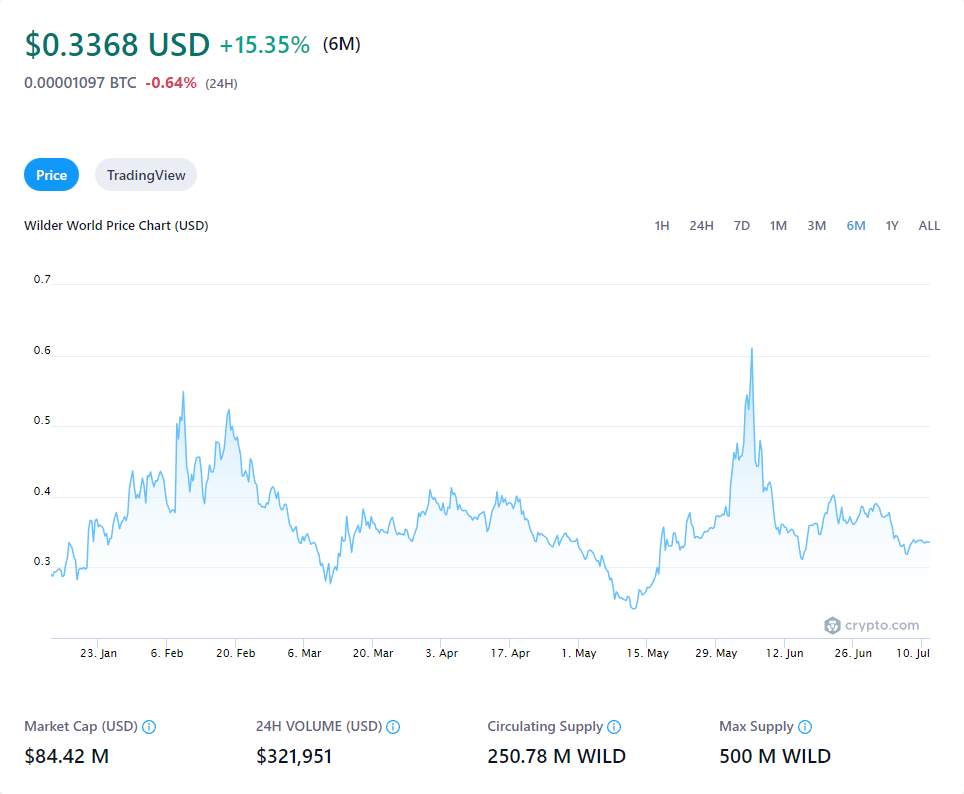 $0.3368 USD +15.35% (6M)
0.00001097 BTC -0.64% (24H)
Price TradingView
Wilder World Price Chart (USD)
1H 24H 7D 1M 3M 6M 1Y ALL
0.7
0.6
0.5
0.4
0.3
crypto.com
23. Jan 6. Feb 20. Feb 6. Mar 20. Mar 3. Apr 17. Apr 1. May 15. May 29. May 12. Jun 26. Jun 10. Jul
Market Cap (USD) 24H VOLUME (USD) Circulating Supply Max Supply
$84.42 M $321,951 250.78 M WILD 500 M WILD